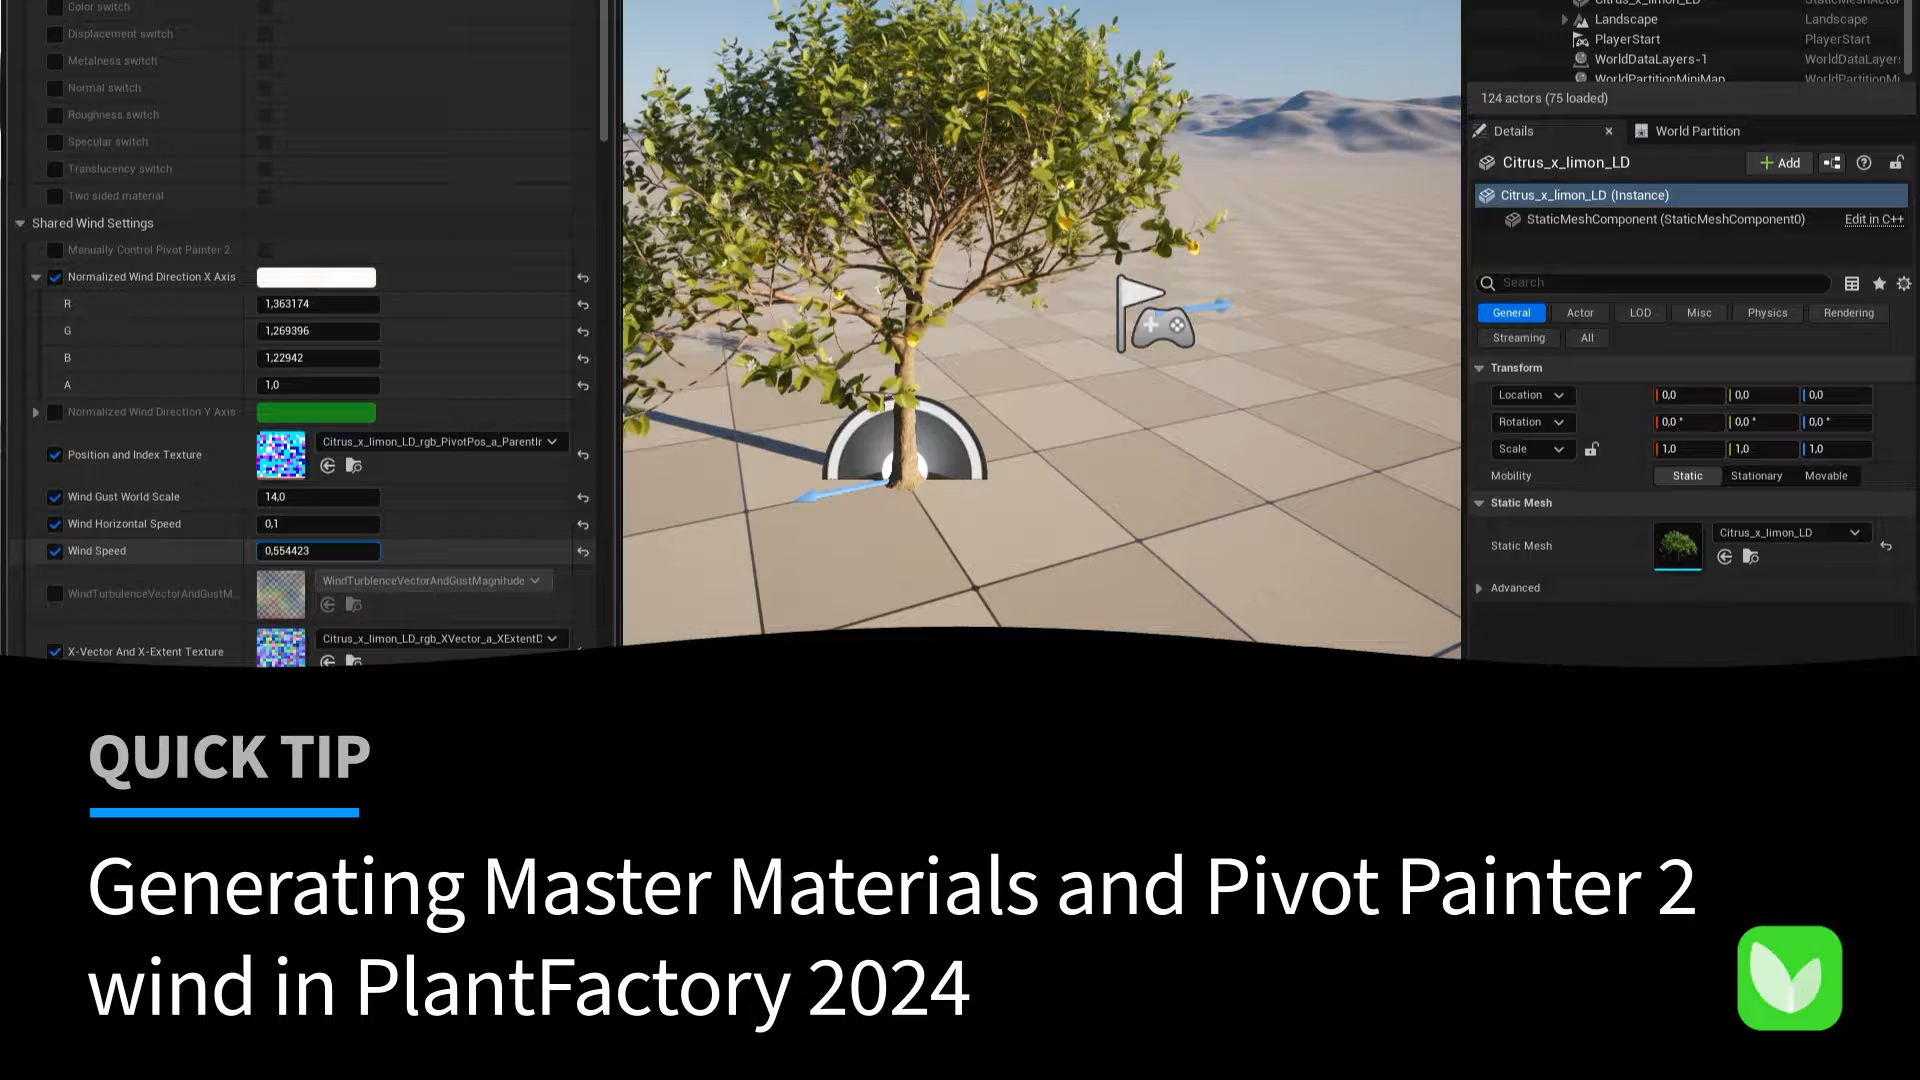 Color switch
Displacement switch
Metalness switch
Normal switch
Roughness switch
Specular switch
Translucency switch
Two sided material
Shared Wind Settings
Manually Control Pivot Painter 2.
Normalized Wind Direction X Axis
R 1,363174
G 1,269396
B 1,22942
A 1,0
Normalized Wind Direction Y Axis
Position and Index Texture Citrus_x_limon_LD_rgb_PivotPos_a_ParentIr
Wind Gust World Scale 14,0
Wind Horizontal Speed 0,1
Wind Speed 0,554423
WindTurbulenceVectorAndGustM... WindTurblenceVectorAndGustMagnitude
X-Vector And X-Extent Texture Citrus_x_limon_LD_rgb_XVector_a_XExtentD
Citrus_x_limon_LD StaticMeshActor
Landscape Landscape
PlayerStart PlayerStart
WorldDataLayers-1 WorldDataLayer
WorldPartitionMiniMap WorldPartitionMi
124 actors (75 loaded)
Details World Partition
Citrus_x_limon_LD Add
Citrus_x_limon_LD (Instance)
StaticMeshComponent (StaticMeshComponent0) Edit in C++
Search
General Actor LOD Misc Physics Rendering
Streaming All
Transform
Location 0,0 0,0 0,0
Rotation 0,0 ° 0,0 ° 0,0 °
Scale 1,0 1,0 1,0
Mobility Static Stationary Movable
Static Mesh
Static Mesh Citrus_x_limon_LD
Advanced
QUICK TIP
Generating Master Materials and Pivot Painter 2
wind in PlantFactory 2024